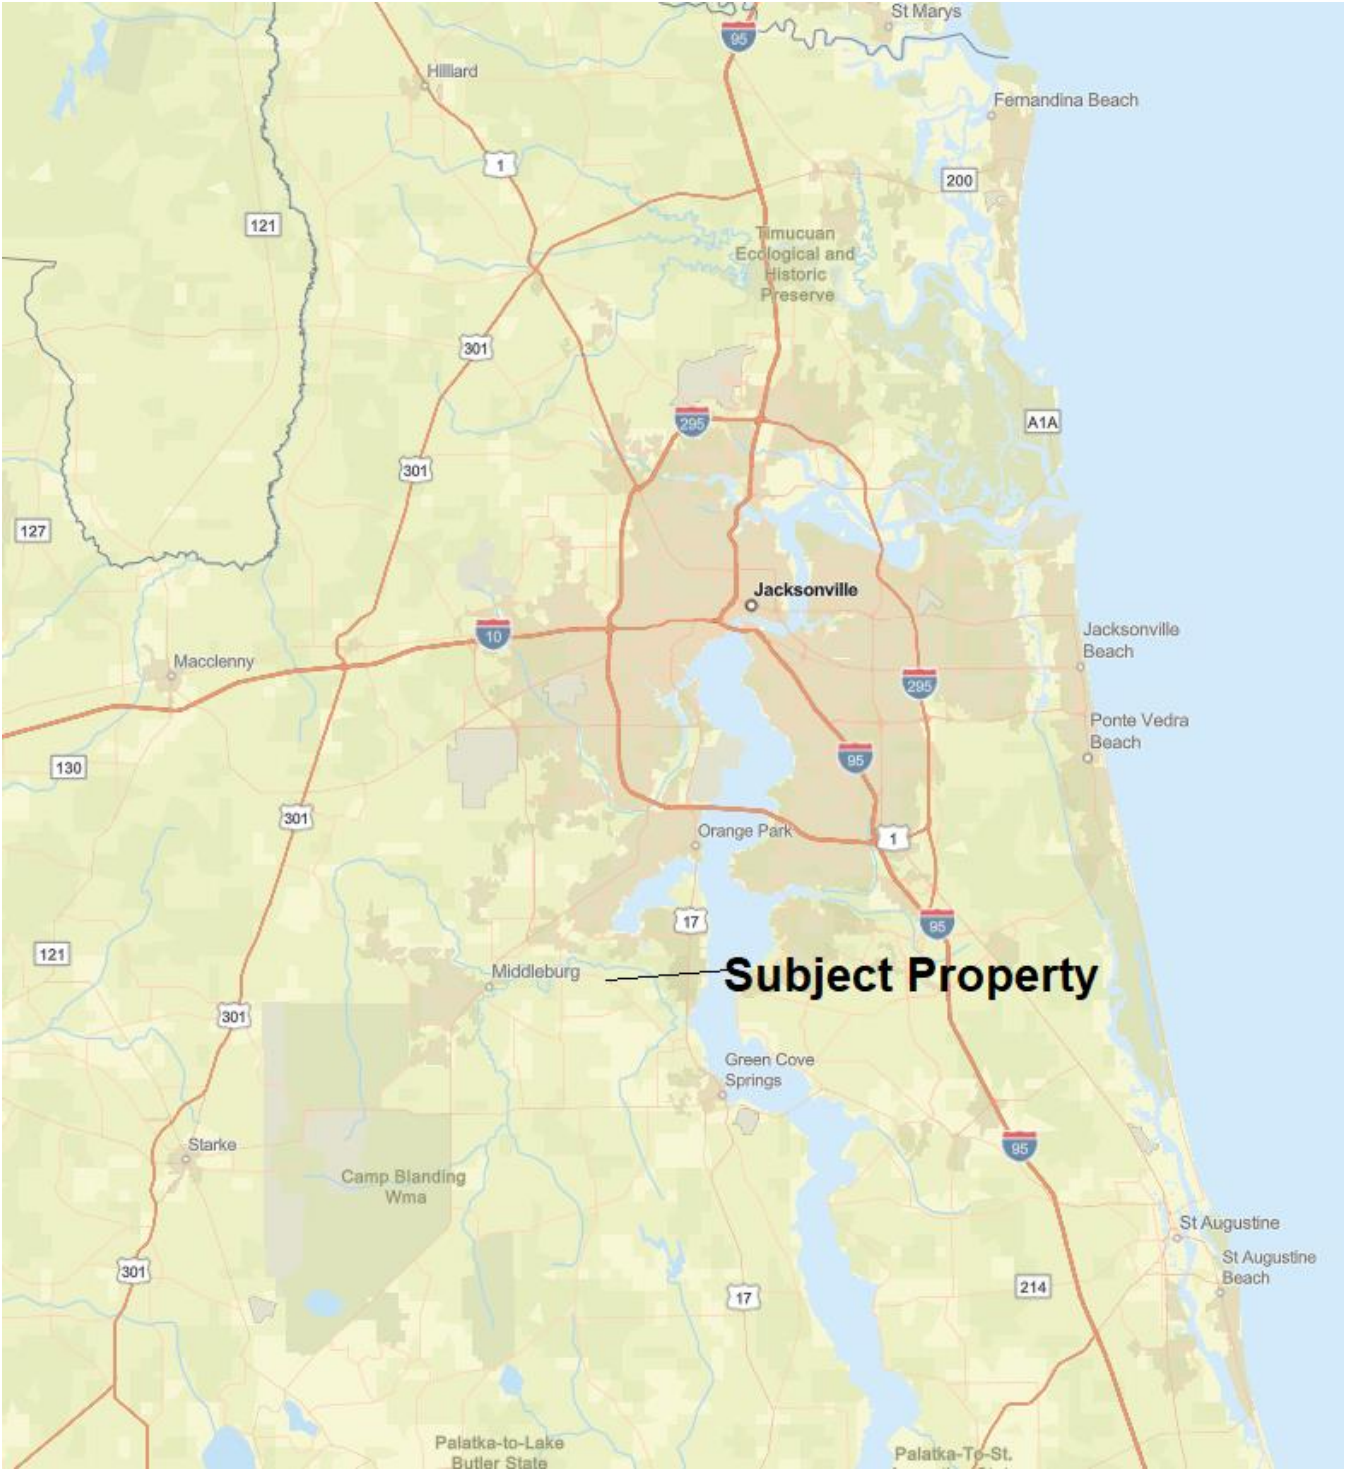 St Marys
95
Hilliard
Fernandina Beach
1
200
121
Timucuan
Ecological and
Historic
Preserve
301
295
A1A
301
127
Jacksonville
10
Jacksonville
Beach
Macclenny
295
Ponte Vedra
Beach
95
130
301
Orange Park
1
17
95
121
Middleburg
Subject Property
301
Green Cove
Springs
Starke
95
Camp Blanding
Wma
St Augustine
St Augustine
Beach
301
214
17
Palatka-to-Lake
Butler State
Palatka-To-St.